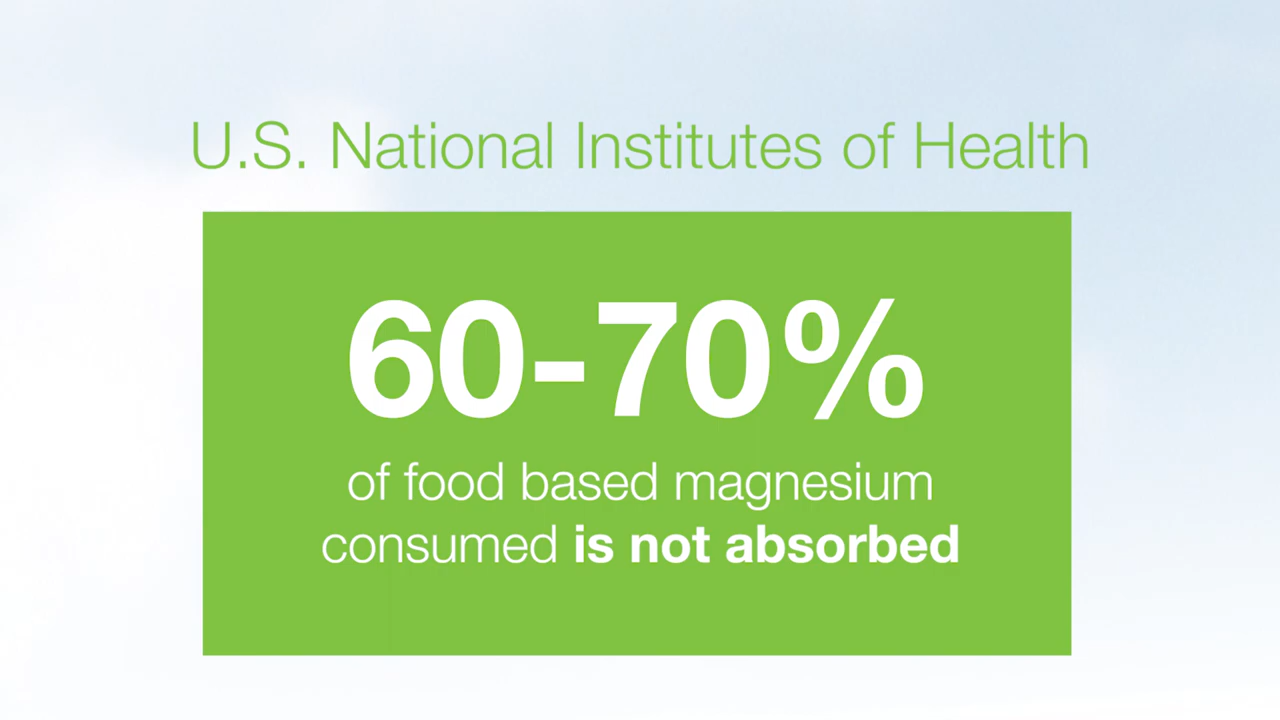 U.S. National Institutes of Health
60-70%
of food based magnesium
consumed is not absorbed